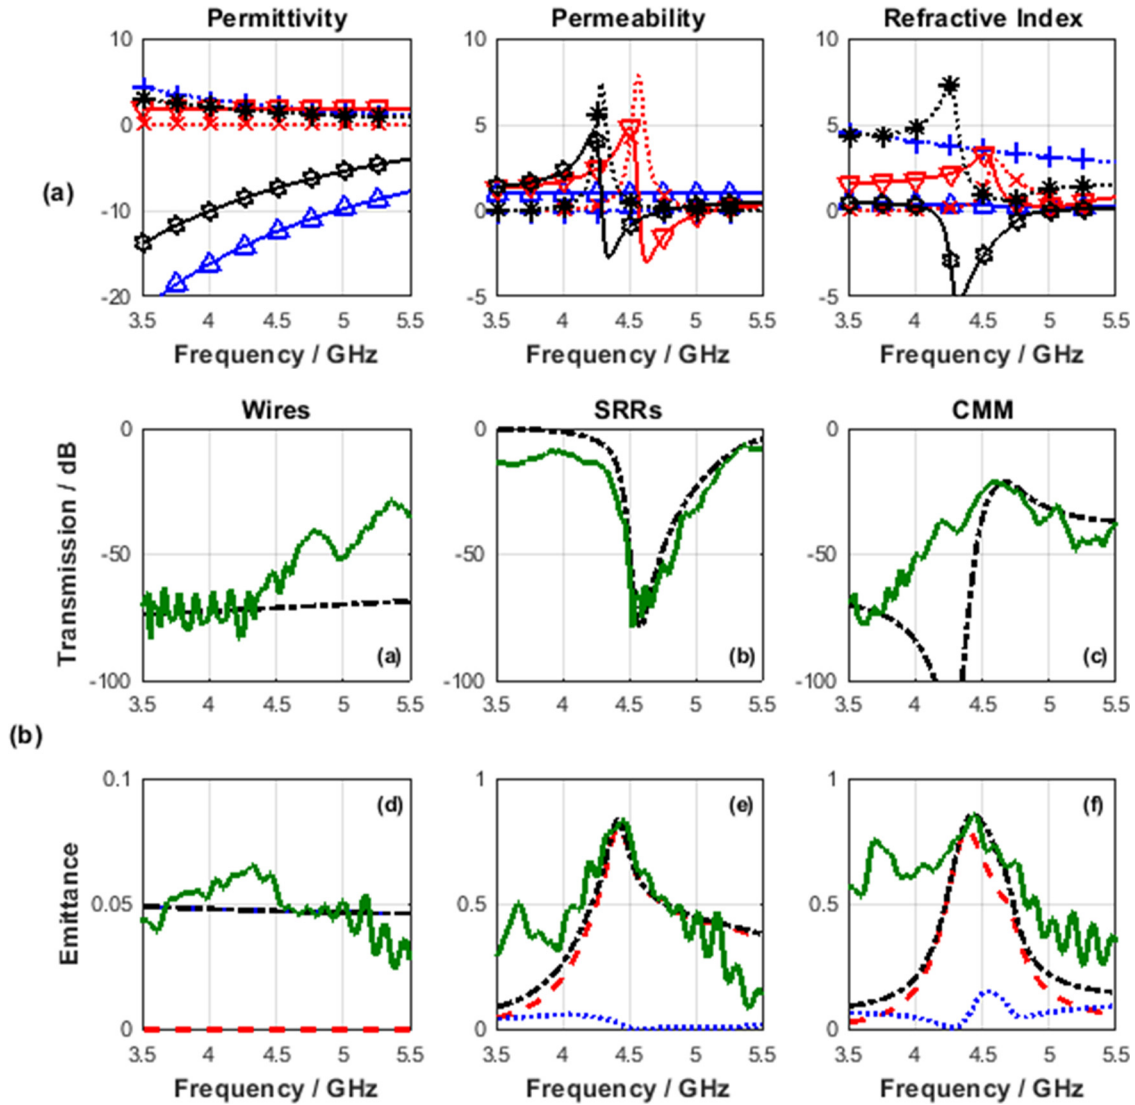 Permittivity Permeability Refractive Index
(a)
10 10 10
0 5 5
-10 0 0
-20 -5 -5
3.5 4 4.5 5 5.5 3.5 4 4.5 5 5.5 3.5 4 4.5 5 5.5
Frequency / GHz Frequency / GHz Frequency / GHz
Wires SRRs CMM
Transmission / dB
0 0 0
-50 -50 -50
-100 -100 -100
(a) (b) (c)
3.5 4 4.5 5 5.5 3.5 4 4.5 5 5.5 3.5 4 4.5 5 5.5
(b)
Emittance
0.1 1 1
(d) (e) (f)
0.05 0.5 0.5
0 0 0
3.5 4 4.5 5 5.5 3.5 4 4.5 5 5.5 3.5 4 4.5 5 5.5
Frequency / GHz Frequency / GHz Frequency / GHz